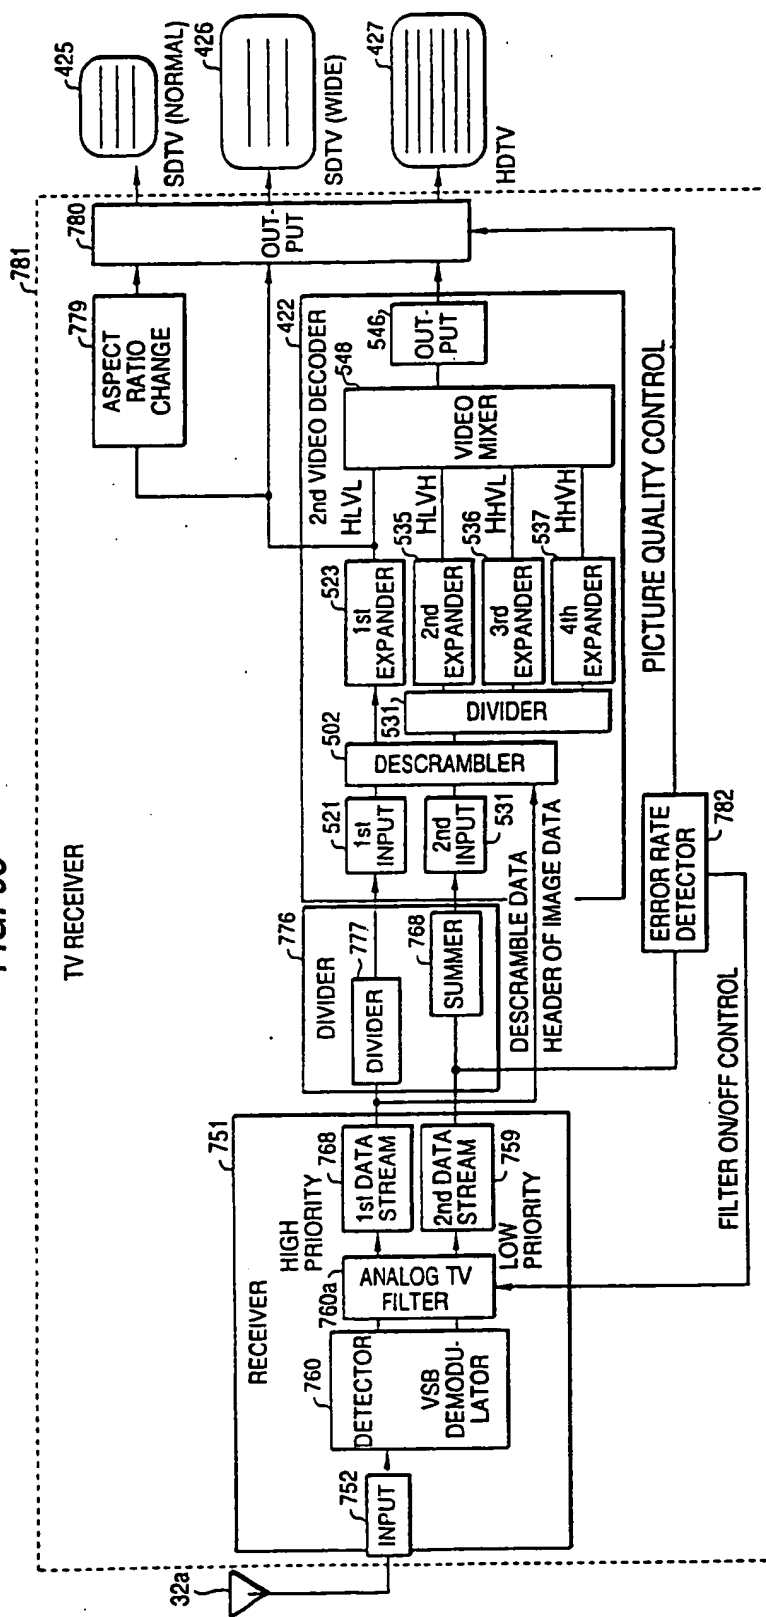 TV RECEIVER
781
32a
RECEIVER
751
752
INPUT
760
DETECTOR
VSB
DEMODU-
LATOR
760a
ANALOG TV
FILTER
HIGH
PRIORITY
768
1st DATA
STREAM
759
2nd DATA
STREAM
LOW
PRIORITY
776
DIVIDER
777
DIVIDER
768
SUMMER
DESCRAMBLE DATA
HEADER OF IMAGE DATA
2nd VIDEO DECODER
422
521
1st
INPUT
2nd
INPUT
531
502
DESCRAMBLER
531
DIVIDER
523
1st
EXPANDER
535
2nd
EXPANDER
536
3rd
EXPANDER
537
4th
EXPANDER
HLVL
HLVH
HHVL
HHVH
548
VIDEO
MIXER
546
OUT-
PUT
779
ASPECT
RATIO
CHANGE
780
OUT-
PUT
425
SDTV (NORMAL)
426
SDTV (WIDE)
427
HDTV
PICTURE QUALITY CONTROL
ERROR RATE
DETECTOR
782
FILTER ON/OFF CONTROL